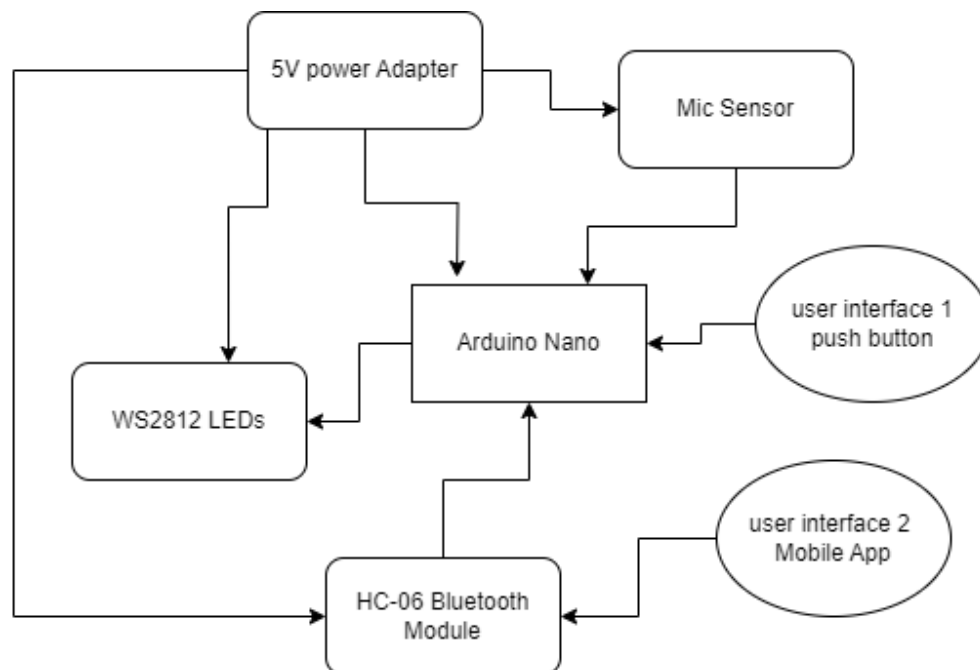 5V power Adapter
Mic Sensor
user interface 1
push button
Arduino Nano
WS2812 LEDs
user interface 2
Mobile App
HC-06 Bluetooth
Module